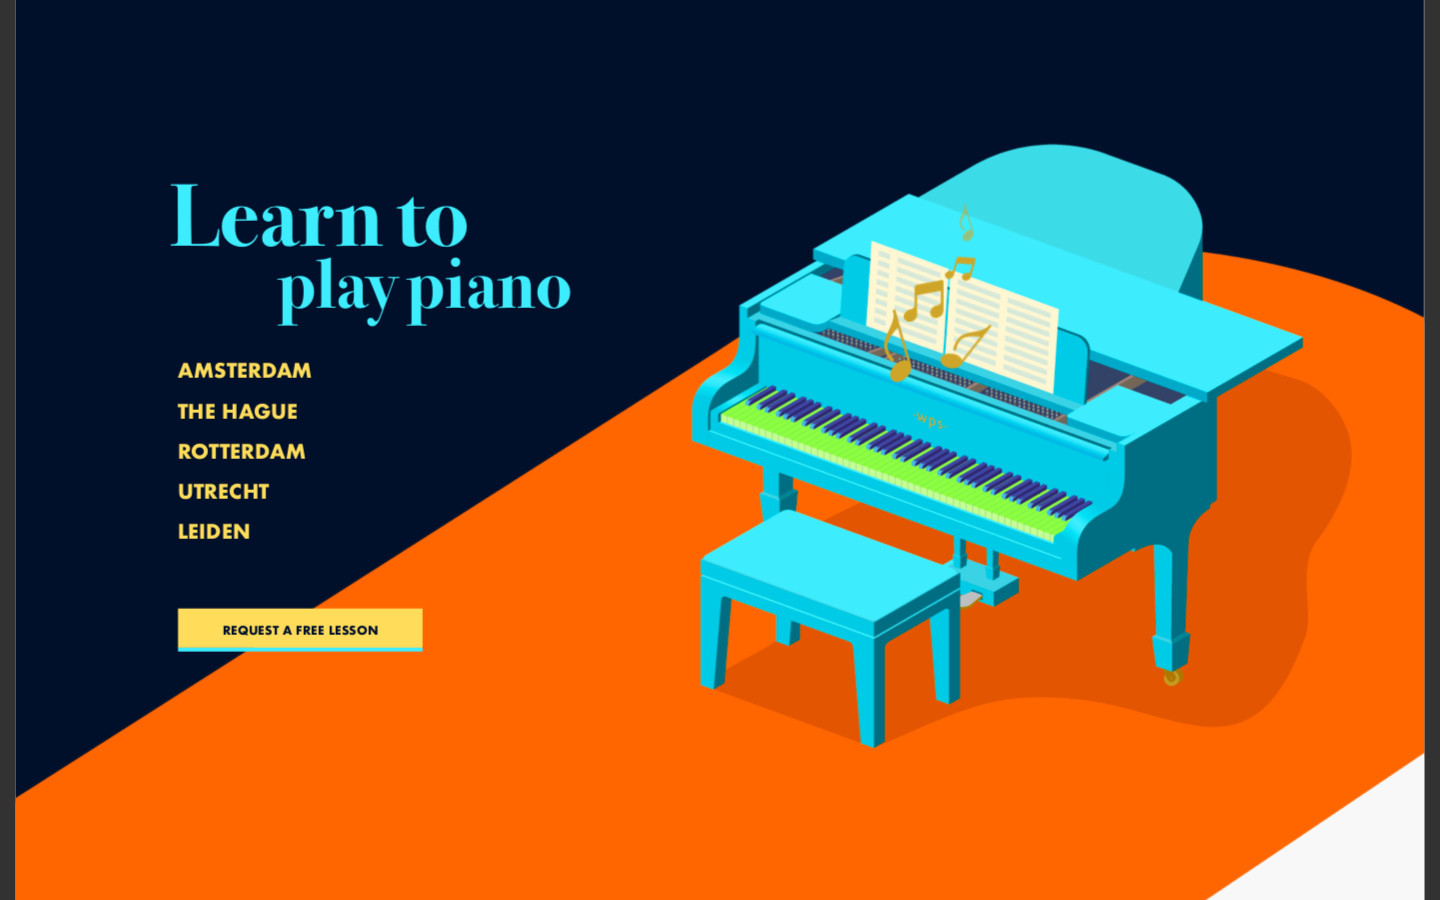 Learn to
play piano
AMSTERDAM
THE HAGUE
ROTTERDAM
UTRECHT
LEIDEN
REQUEST A FREE LESSON
·wps·